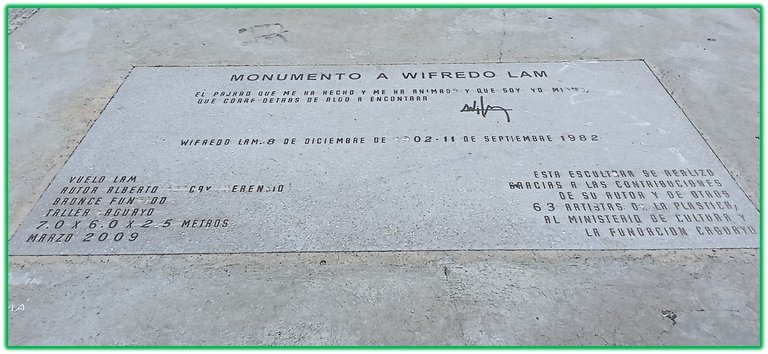 MONUMENTO A WIFREDO LAM
EL PAJARO QUE ME HA HECHO Y ME HA ANIMADO Y QUE SOY YO MISMO,
QUE CORRE DETRAS DE ALGO A ENCONTRAR
WIFREDO LAM. 8 DE DICIEMBRE DE 02 - 11 DE SEPTIEMBRE 1982
VUELO LAM
AUTOR ALBERTO
BRONCE FUNDIDO
TALLER CAGUAYO
7.0 X 6.0 X 2.5 METROS
MARZO 2009
ESTA ESCULTURA SE REALIZO
GRACIAS A LAS CONTRIBUCIONES
DE SU AUTOR Y DE OTROS
63 ARTISTAS DE LA PLASTICA,
AL MINISTERIO DE CULTURA Y
LA FUNDACION CAGUAYO